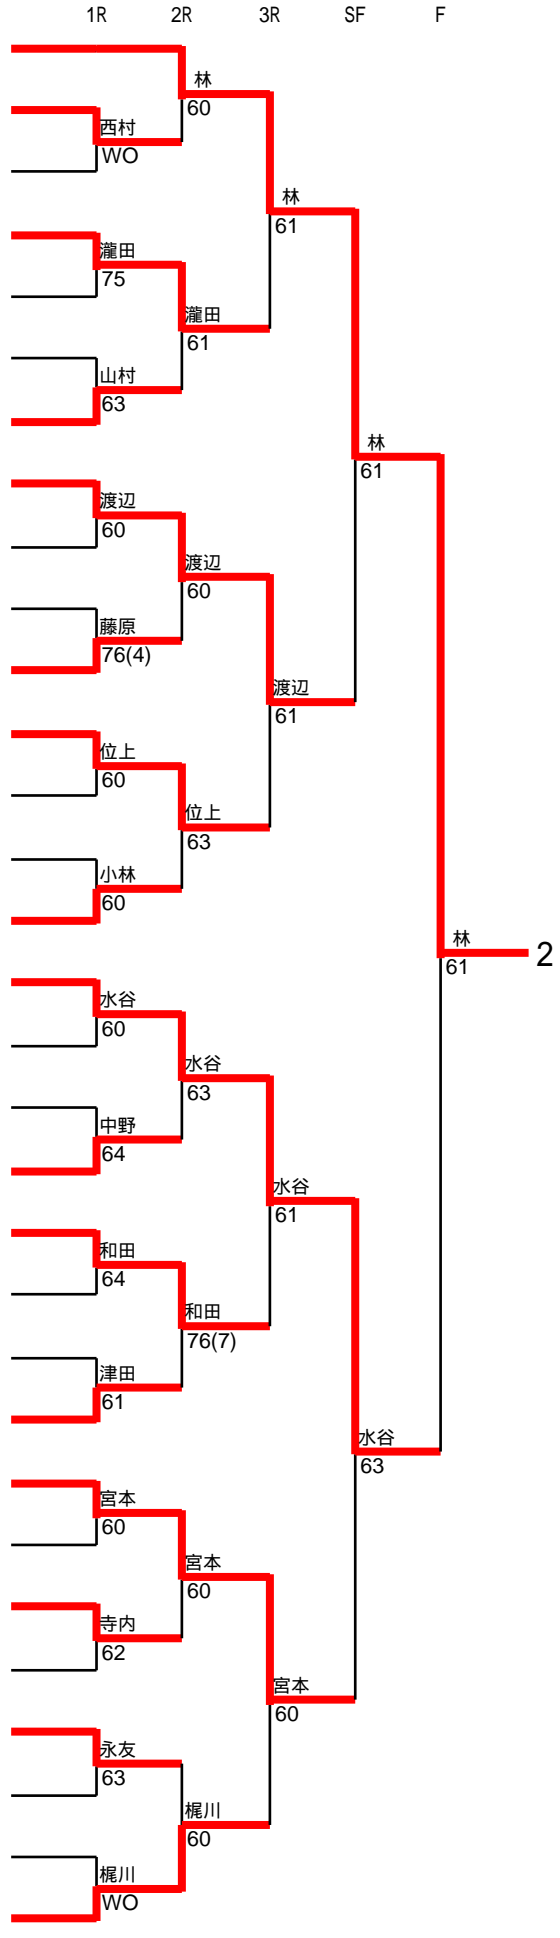 1R 2R 3R SF F
林
60
西村
WO
林
61
瀧田
75
瀧田
61
山村
63
林
61
渡辺
60
渡辺
60
藤原
76(4)
渡辺
61
位上
60
位上
63
小林
60
林
61
2
水谷
60
水谷
63
中野
64
水谷
61
和田
64
和田
76(7)
津田
61
水谷
63
宮本
60
宮本
60
寺内
62
宮本
60
永友
63
梶川
60
梶川
WO